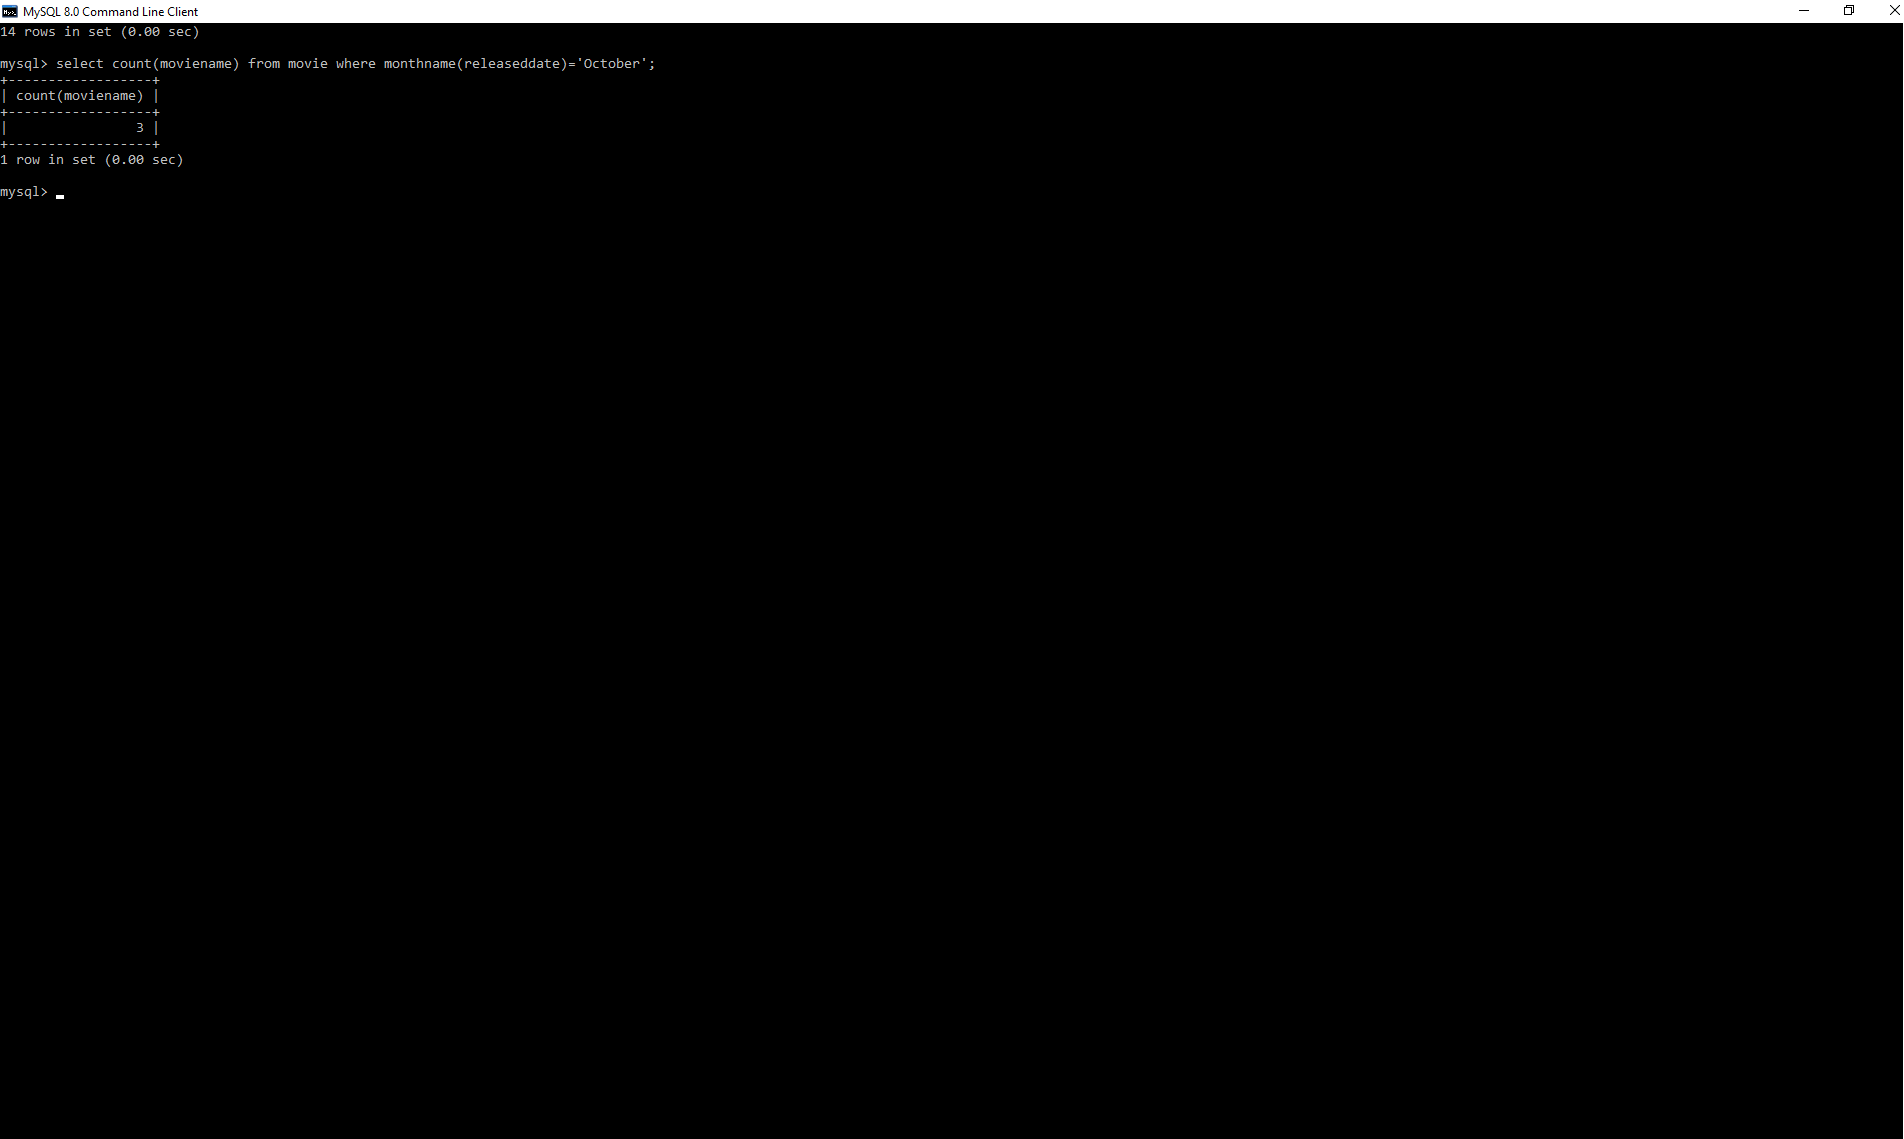 MySQL 8.0 Command Line Client
14 rows in set (0.00 sec)
mysql> select count(moviename) from movie where monthname(releaseddate)='October';
+------------------+
| count(moviename) |
+------------------+
|                3 |
+------------------+
1 row in set (0.00 sec)
mysql>